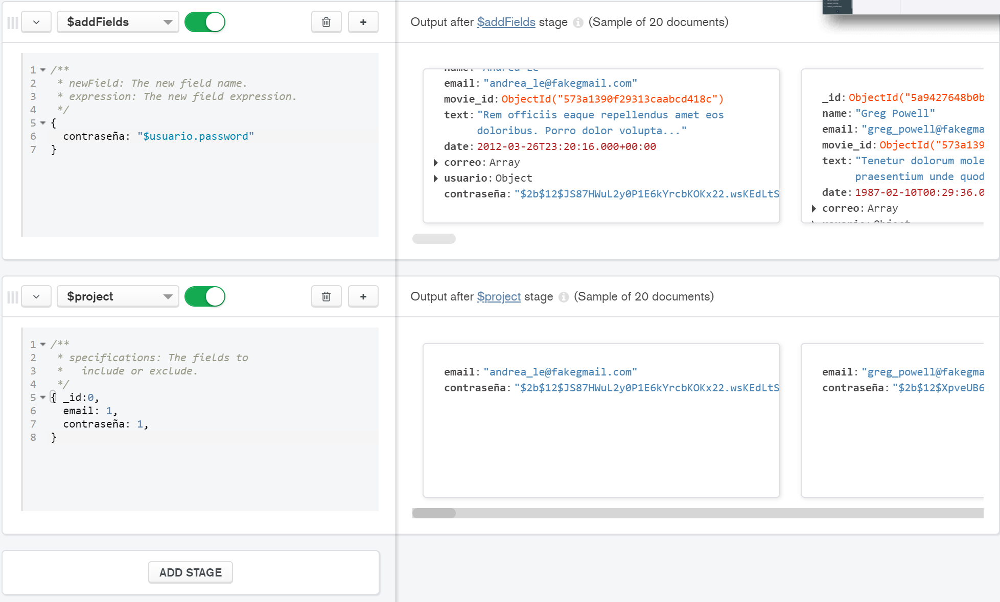 $addFields
Output after $addFields stage (Sample of 20 documents)
1 /**
2 * newField: The new field name.
3 * expression: The new field expression.
4 */
5 {
6 contraseña: "$usuario.password"
7 }
name: "Andrea Le"
email: "andrea_le@fakegmail.com"
movie_id: ObjectId("573a1390f29313caabcd418c")
text: "Rem officiis eaque repellendus amet eos
doloribus. Porro dolor volupta..."
date: 2012-03-26T23:20:16.000+00:00
correo: Array
usuario: Object
contraseña: "$2b$12$JS87HWuL2y0P1E6kYrcbKOKx22.wsKEdLtS
_id: ObjectId("5a9427648b0b
name: "Greg Powell"
email: "greg_powell@fakegma
movie_id: ObjectId("573a139
text: "Tenetur dolorum mole
praesentium unde quod
date: 1987-02-10T00:29:36.0
correo: Array
usuario: Object
$project
Output after $project stage (Sample of 20 documents)
1 /**
2 * specifications: The fields to
3 * include or exclude.
4 */
5 { _id:0,
6 email: 1,
7 contraseña: 1,
8 }
email: "andrea_le@fakegmail.com"
contraseña: "$2b$12$JS87HWuL2y0P1E6kYrcbKOKx22.wsKEdLtS
email: "greg_powell@fakegma
contraseña: "$2b$12$XpveUB6
ADD STAGE